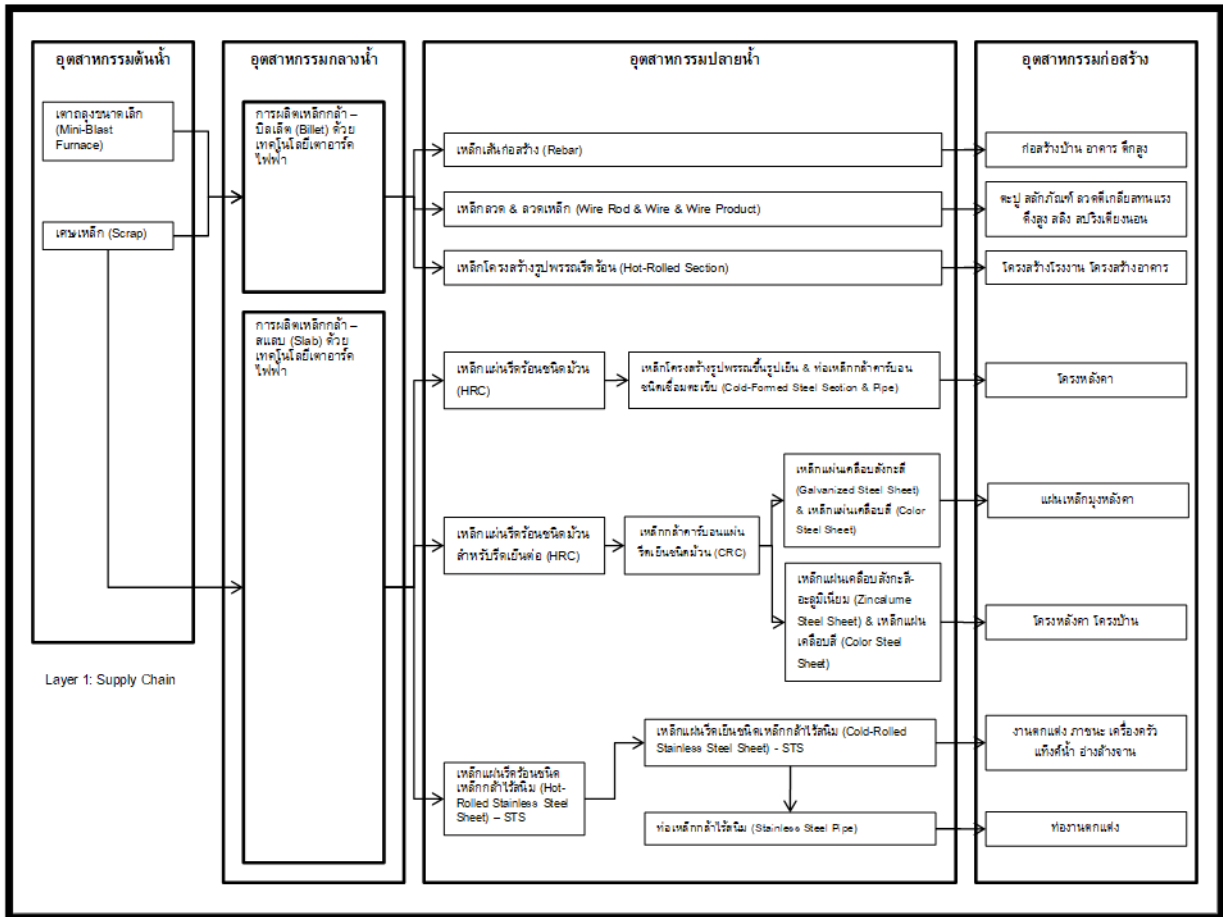 อุตสาหกรรมต้นน้ำ
เตาถลุงขนาดเล็ก
(Mini-Blast
Furnace)
เศษเหล็ก (Scrap)
Layer 1: Supply Chain
อุตสาหกรรมกลางน้ำ
การผลิตเหล็กกล้า –
บิลเล็ต (Billet) ด้วย
เทคโนโลยีเตาอาร์ค
ไฟฟ้า
การผลิตเหล็กกล้า –
สแลบ (Slab) ด้วย
เทคโนโลยีเตาอาร์ค
ไฟฟ้า
อุตสาหกรรมปลายน้ำ
เหล็กเส้นก่อสร้าง (Rebar)
เหล็กลวด & ลวดเหล็ก (Wire Rod & Wire & Wire Product)
เหล็กโครงสร้างรูปพรรณรีดร้อน (Hot-Rolled Section)
เหล็กแผ่นรีดร้อนชนิดม้วน
(HRC)
เหล็กโครงสร้างรูปพรรณขึ้นรูปเย็น & ท่อเหล็กกล้าคาร์บอน
ชนิดเชื่อมตะเข็บ (Cold-Formed Steel Section & Pipe)
เหล็กแผ่นรีดร้อนชนิดม้วน
สำหรับรีดเย็นต่อ (HRC)
เหล็กกล้าคาร์บอนแผ่น
รีดเย็นชนิดม้วน (CRC)
เหล็กแผ่นเคลือบสังกะสี
(Galvanized Steel Sheet)
& เหล็กแผ่นเคลือบสี (Color
Steel Sheet)
เหล็กแผ่นเคลือบสังกะสี-
อะลูมิเนียม (Zincalume
Steel Sheet) & เหล็กแผ่น
เคลือบสี (Color Steel
Sheet)
เหล็กแผ่นรีดร้อนชนิด
เหล็กกล้าไร้สนิม (Hot-
Rolled Stainless Steel
Sheet) – STS
เหล็กแผ่นรีดเย็นชนิดเหล็กกล้าไร้สนิม (Cold-Rolled
Stainless Steel Sheet) - STS
ท่อเหล็กกล้าไร้สนิม (Stainless Steel Pipe)
อุตสาหกรรมก่อสร้าง
ก่อสร้างบ้าน อาคาร ตึกสูง
ตะปู สลักภัณฑ์ ลวดตีเกลียวทนแรง
ดึงสูง สลิง สปริงเตียงนอน
โครงสร้างโรงงาน โครงสร้างอาคาร
โครงหลังคา
แผ่นเหล็กมุงหลังคา
โครงหลังคา โครงบ้าน
งานตกแต่ง ภาชนะ เครื่องครัว
แท็งค์น้ำ อ่างล้างจาน
ท่องานตกแต่ง